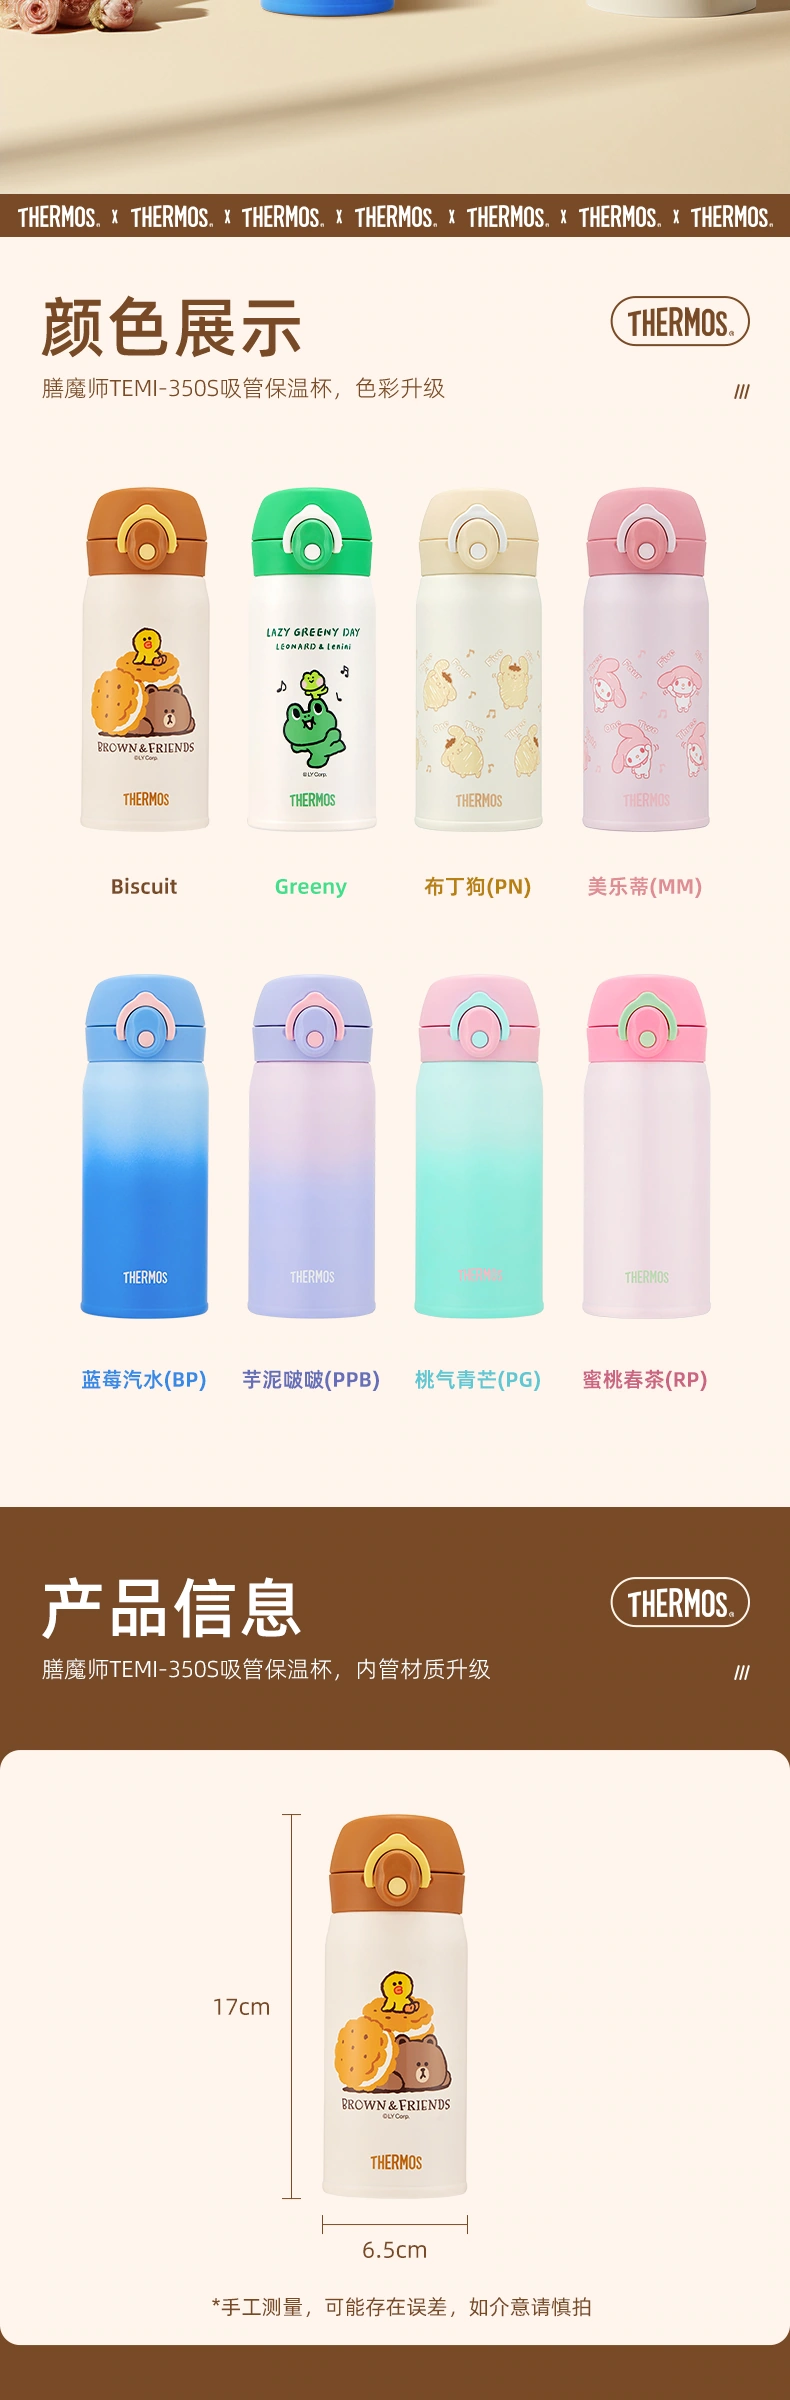 THERMOS. x THERMOS. x THERMOS. x THERMOS. x THERMOS. x THERMOS. x THERMOS.
颜色展示
THERMOS
膳魔师TEMI-350S吸管保温杯，色彩升级
BROWN & FRIENDS
©LY Corp.
THERMOS
LAZY GREENY DAY
LEONARD & Lenini
©LY Corp.
THERMOS
THERMOS
THERMOS
Biscuit
Greeny
布丁狗(PN)
美乐蒂(MM)
THERMOS
THERMOS
THERMOS
THERMOS
蓝莓汽水(BP)
芋泥啵啵(PPB)
桃气青芒(PG)
蜜桃春茶(RP)
产品信息
THERMOS
膳魔师TEMI-350S吸管保温杯，内管材质升级
17cm
BROWN & FRIENDS
©LY Corp.
THERMOS
6.5cm
*手工测量，可能存在误差，如介意请慎拍